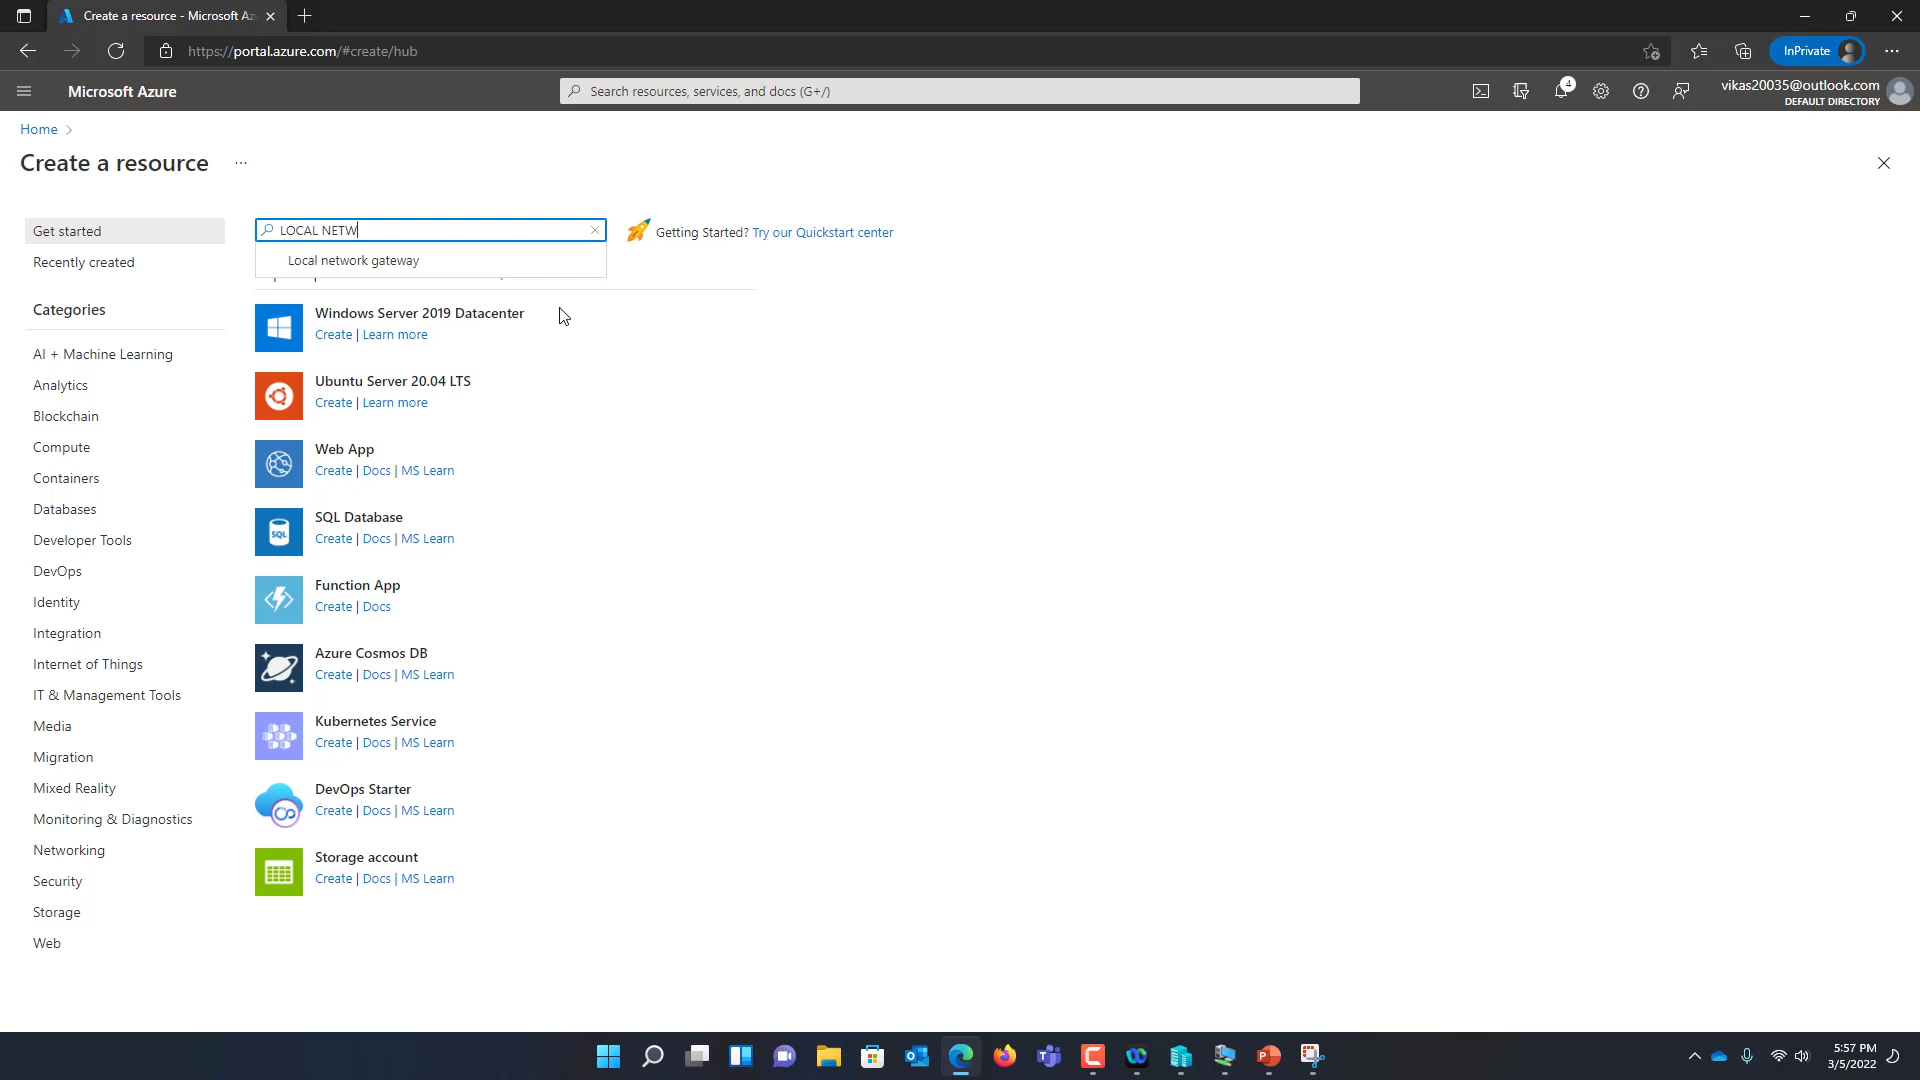 Create a resource - Microsoft Az
https://portal.azure.com/#create/hub
InPrivate
Microsoft Azure
Search resources, services, and docs (G+/)
4
vikas20035@outlook.com
DEFAULT DIRECTORY
Home
Create a resource
Get started
Recently created
Categories
AI + Machine Learning
Analytics
Blockchain
Compute
Containers
Databases
Developer Tools
DevOps
Identity
Integration
Internet of Things
IT & Management Tools
Media
Migration
Mixed Reality
Monitoring & Diagnostics
Networking
Security
Storage
Web
LOCAL NETW
Local network gateway
Getting Started? Try our Quickstart center
Windows Server 2019 Datacenter
Create | Learn more
Ubuntu Server 20.04 LTS
Create | Learn more
Web App
Create | Docs | MS Learn
SQL
SQL Database
Create | Docs | MS Learn
Function App
Create | Docs
Azure Cosmos DB
Create | Docs | MS Learn
Kubernetes Service
Create | Docs | MS Learn
DevOps Starter
Create | Docs | MS Learn
Storage account
Create | Docs | MS Learn
5:57 PM
3/5/2022